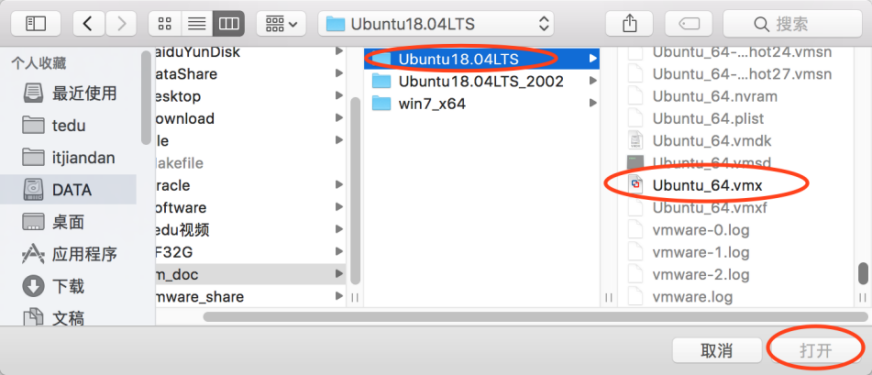 Ubuntu18.04LTS
搜索
个人收藏
最近使用
tedu
itjiandan
DATA
桌面
应用程序
下载
文稿
aiduYunDisk
ataShare
esktop
ownload
le
akefile
racle
oftware
edu视频
F32G
m_doc
mware_share
Ubuntu18.04LTS
Ubuntu18.04LTS_2002
win7_x64
Ubuntu_64-...hot24.vmsn
Ubuntu_64-...hot27.vmsn
Ubuntu_64.nvram
Ubuntu_64.plist
Ubuntu_64.vmdk
Ubuntu_64.vmsd
Ubuntu_64.vmx
Ubuntu_64.vmxf
vmware-0.log
vmware-1.log
vmware-2.log
vmware.log
取消
打开